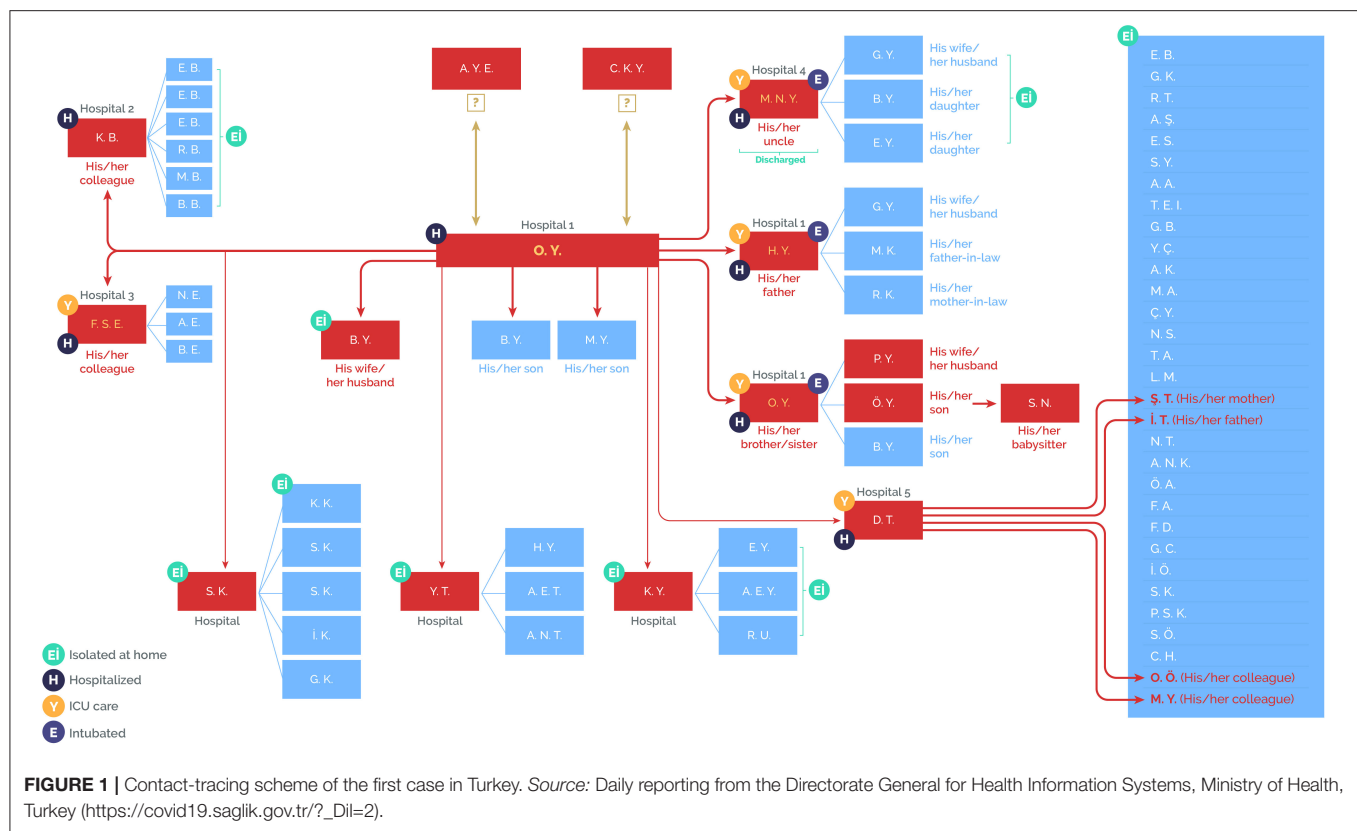 A. Y. E.
?
C. K. Y.
?
Hospital 2
H
K. B.
His/her
colleague
E. B.
E. B.
E. B.
R. B.
M. B.
B. B.
Eİ
Hospital 3
Y
H
F. S. E.
His/her
colleague
N. E.
A. E.
B. E.
Hospital 1
H
O. Y.
Eİ
B. Y.
His wife/
her husband
B. Y.
His/her son
M. Y.
His/her son
Hospital 4
Y
E
H
M. N. Y.
His/her
uncle
Discharged
G. Y.
His wife/
her husband
B. Y.
His/her
daughter
E. Y.
His/her
daughter
Eİ
Hospital 1
Y
E
H
H. Y.
His/her
father
G. Y.
His wife/
her husband
M. K.
His/her
father-in-law
R. K.
His/her
mother-in-law
Hospital 1
Y
E
H
O. Y.
His/her
brother/sister
P. Y.
His wife/
her husband
Ö. Y.
His/her
son
B. Y.
His/her
son
S. N.
His/her
babysitter
Hospital 5
Y
H
D. T.
Eİ
S. K.
Hospital
Eİ
K. K.
S. K.
S. K.
İ. K.
G. K.
Eİ
Y. T.
Hospital
H. Y.
A. E. T.
A. N. T.
Eİ
K. Y.
Hospital
E. Y.
A. E. Y.
R. U.
Eİ
Eİ
E. B.
G. K.
R. T.
A. Ş.
E. S.
S. Y.
A. A.
T. E. I.
G. B.
Y. Ç.
A. K.
M. A.
Ç. Y.
N. S.
T. A.
L. M.
Ş. T. (His/her mother)
İ. T. (His/her father)
N. T.
A. N. K.
Ö. A.
F. A.
F. D.
G. C.
İ. Ö.
S. K.
P. S. K.
S. Ö.
C. H.
O. Ö. (His/her colleague)
M. Y. (His/her colleague)
Eİ Isolated at home
H Hospitalized
Y ICU care
E Intubated
FIGURE 1 | Contact-tracing scheme of the first case in Turkey. Source: Daily reporting from the Directorate General for Health Information Systems, Ministry of Health,
Turkey (https://covid19.saglik.gov.tr/?_Dil=2).